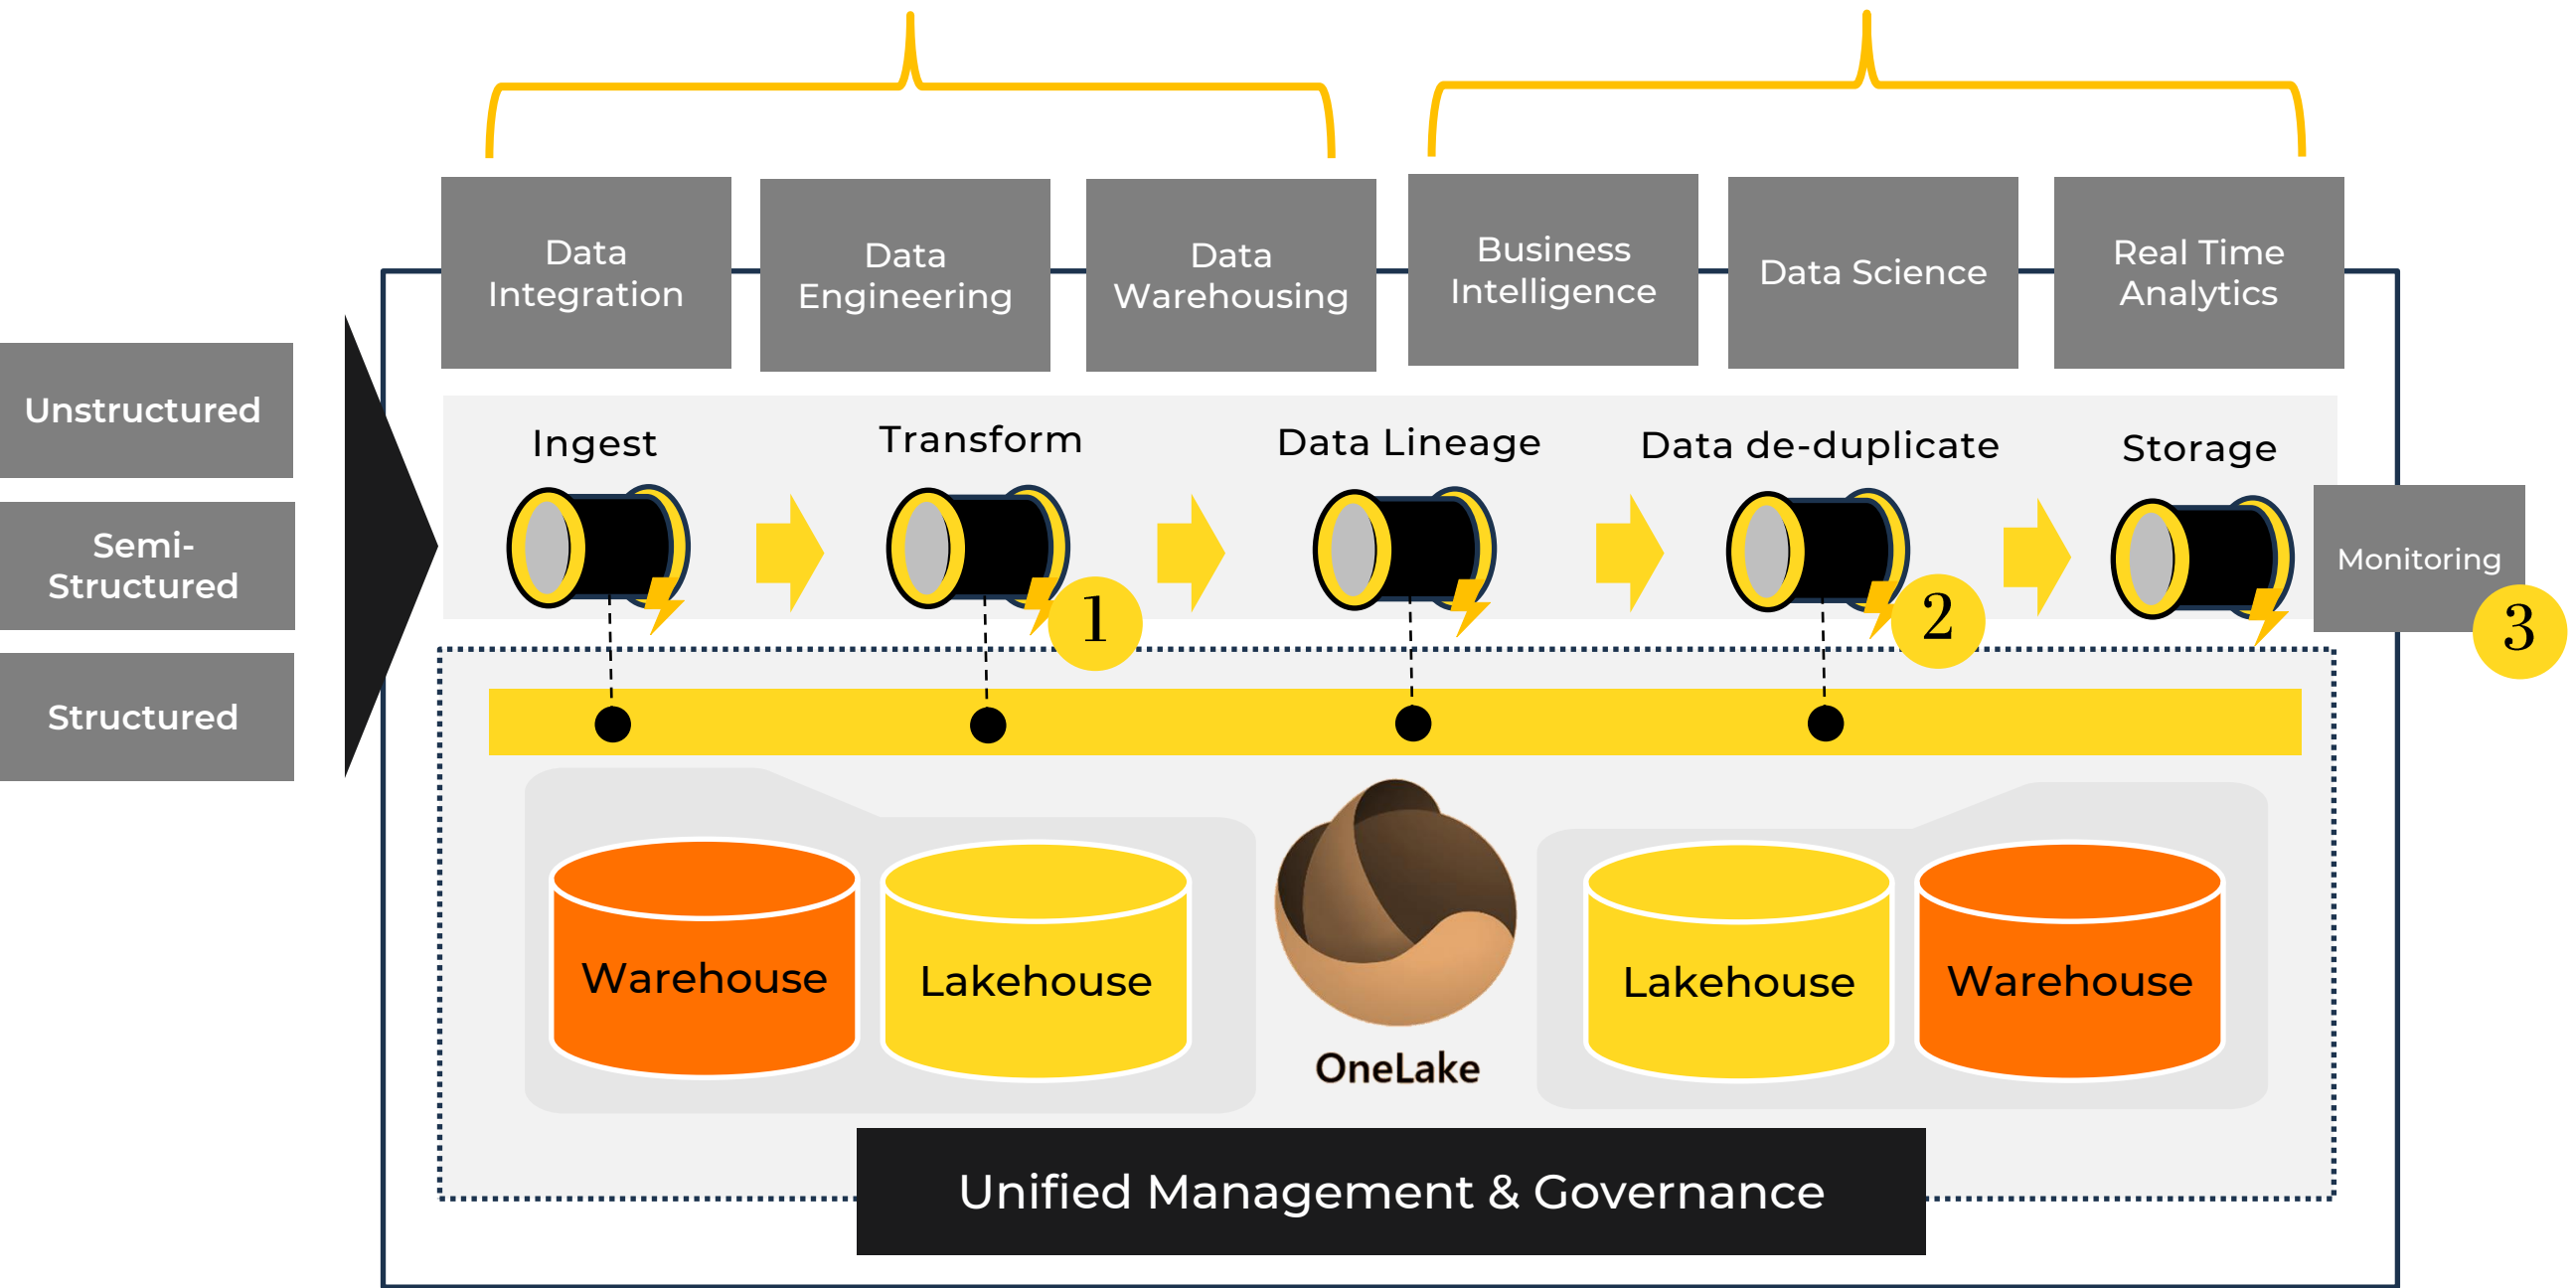 Data
Integration
Data
Engineering
Data
Warehousing
Business
Intelligence
Data Science
Real Time
Analytics
Unstructured
Semi-
Structured
Structured
Ingest
Transform
Data Lineage
Data de-duplicate
Storage
Monitoring
1
2
3
Warehouse
Lakehouse
OneLake
Lakehouse
Warehouse
Unified Management & Governance